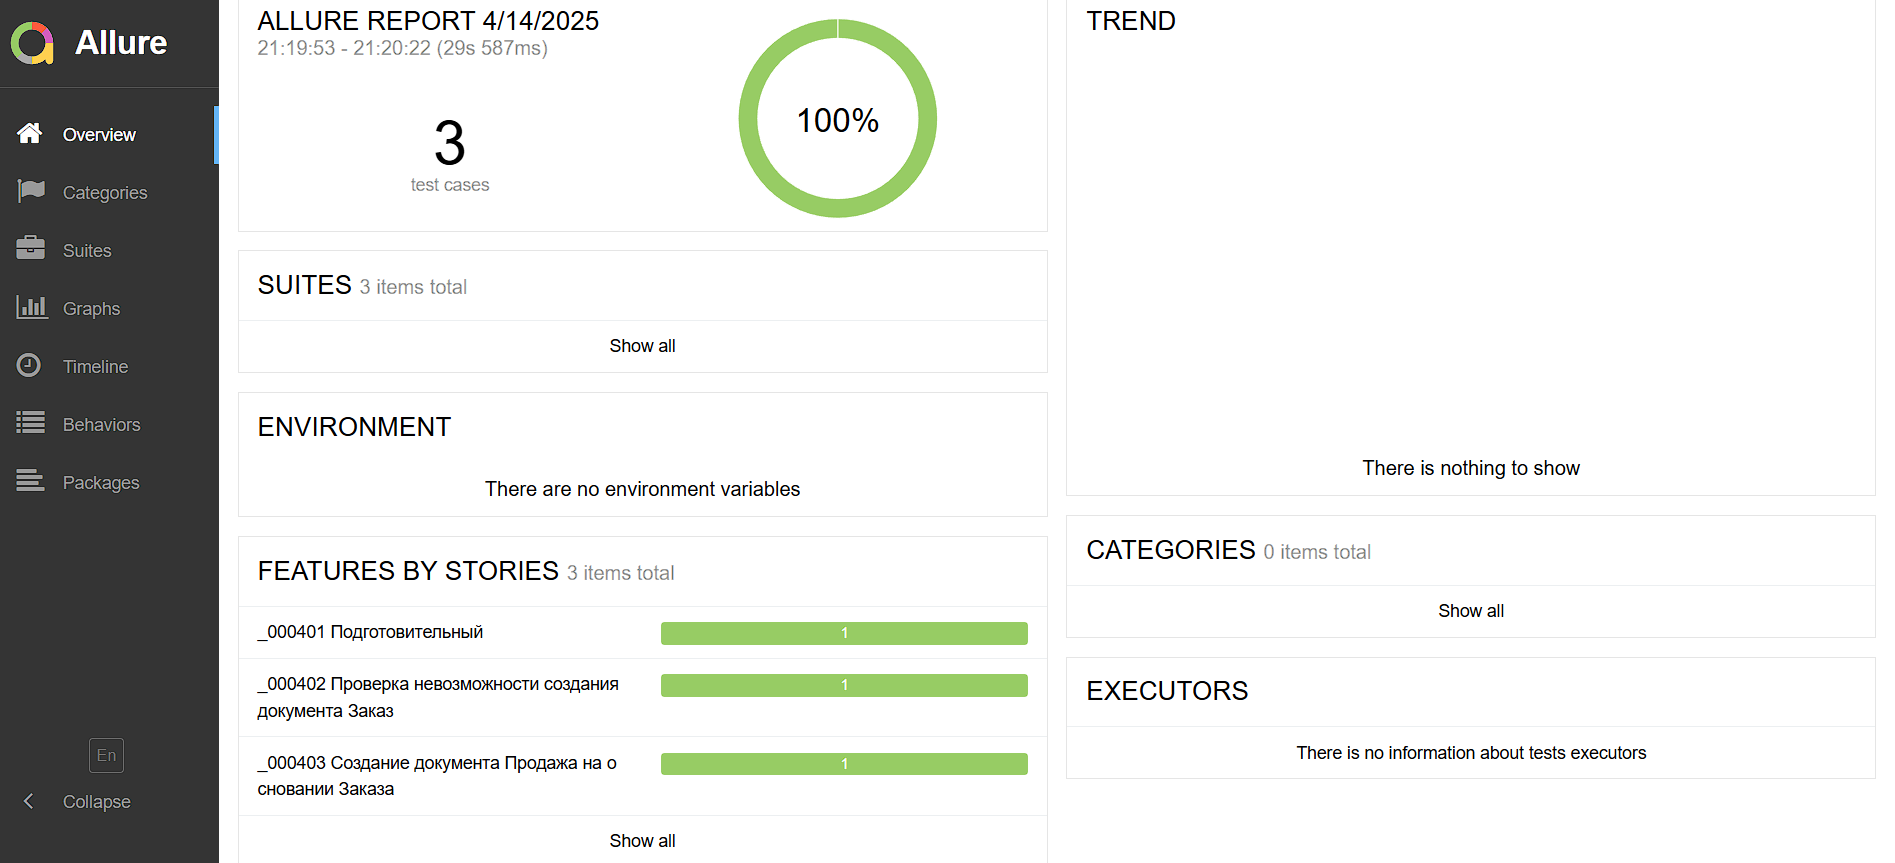 Allure
Overview
Categories
Suites
Graphs
Timeline
Behaviors
Packages
En
Collapse
ALLURE REPORT 4/14/2025
21:19:53 - 21:20:22 (29s 587ms)
3
test cases
100%
SUITES 3 items total
Show all
ENVIRONMENT
There are no environment variables
FEATURES BY STORIES 3 items total
_000401 Подготовительный
1
_000402 Проверка невозможности создания
документа Заказ
1
_000403 Создание документа Продажа на о
сновании Заказа
1
Show all
TREND
There is nothing to show
CATEGORIES 0 items total
Show all
EXECUTORS
There is no information about tests executors